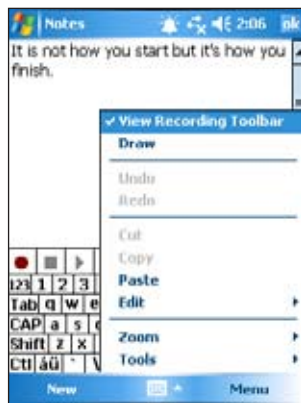 Notes 2:06 ok
It is not how you start but it's how you
finish.
View Recording Toolbar
Draw
Undo
Redo
Cut
Copy
Paste
Edit
Zoom
Tools
123 1 2 3
Tab q w e
CAP a s
Shift z x
Ctl áü `
New Menu